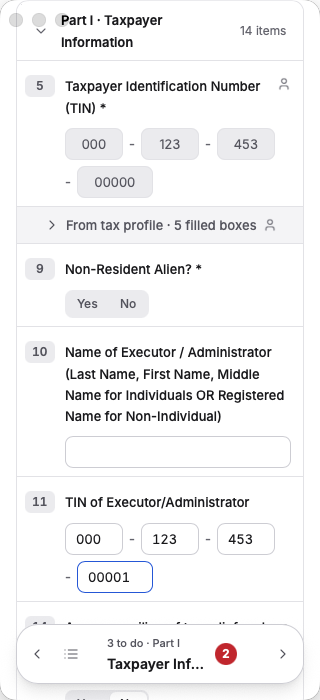 Part I · Taxpayer
Information
14 items
5
Taxpayer Identification Number
(TIN) *
000 - 123 - 453
- 00000
From tax profile · 5 filled boxes
9
Non-Resident Alien? *
Yes No
10
Name of Executor / Administrator
(Last Name, First Name, Middle
Name for Individuals OR Registered
Name for Non-Individual)
11
TIN of Executor/Administrator
000 - 123 - 453
- 00001
3 to do · Part I
Taxpayer Inf...
2